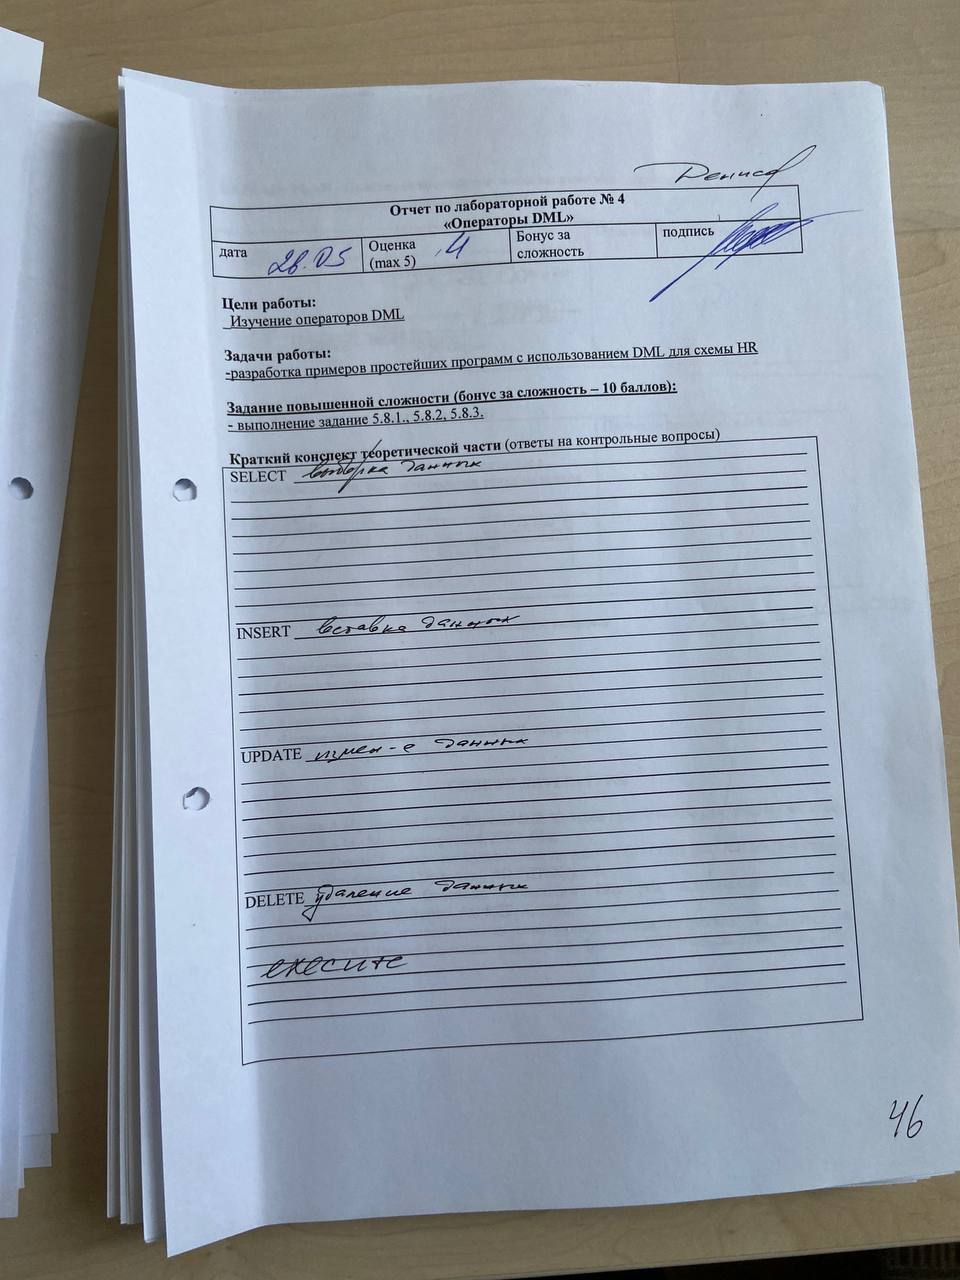 Денисов
Отчет по лабораторной работе № 4
«Операторы DML»
дата 28.05 Оценка (max 5) 4 Бонус за сложность подпись
Цели работы:
Изучение операторов DML
Задачи работы:
-разработка примеров простейших программ с использованием DML для схемы HR
Задание повышенной сложности (бонус за сложность – 10 баллов):
- выполнение задание 5.8.1., 5.8.2, 5.8.3.
Краткий конспект теоретической части (ответы на контрольные вопросы)
SELECT выборка данных
INSERT вставка данных
UPDATE измен-е данных
DELETE удаление данных
execute
46